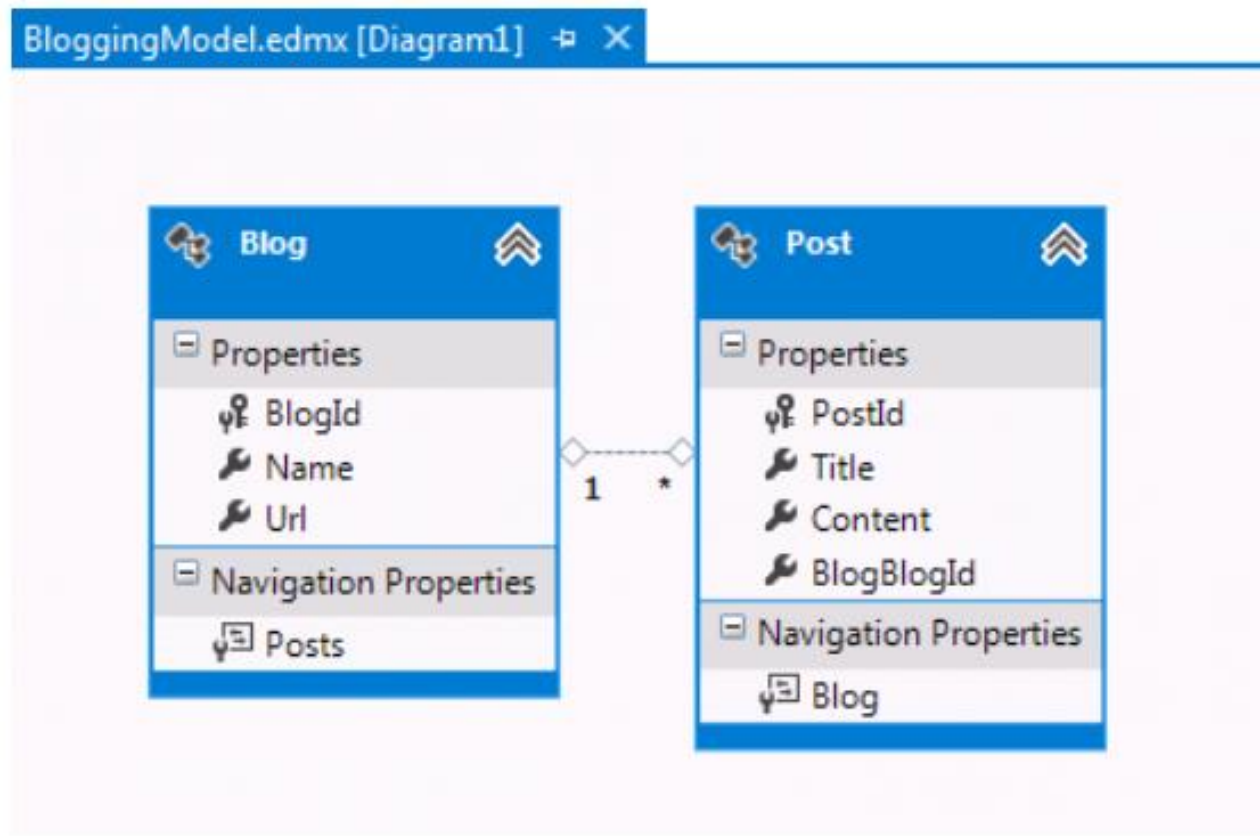 BloggingModel.edmx [Diagram1]
Blog
Properties
BlogId
Name
Url
Navigation Properties
Posts
1 *
Post
Properties
PostId
Title
Content
BlogBlogId
Navigation Properties
Blog